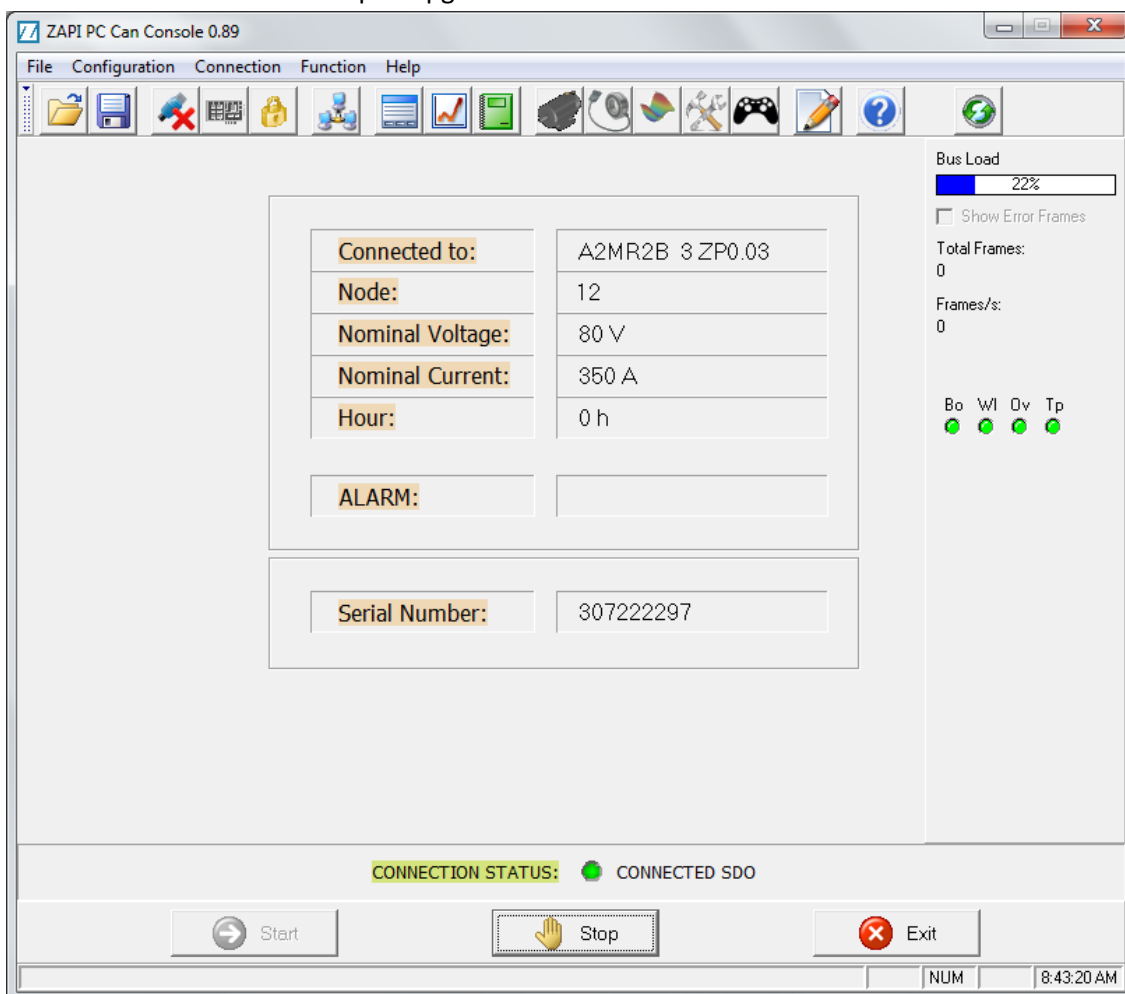 ZAPI PC Can Console 0.89
File Configuration Connection Function Help
Bus Load
22%
Show Error Frames
Total Frames:
0
Frames/s:
0
Bo Wl Ov Tp
Connected to: A2MR2B 3 ZP0.03
Node: 12
Nominal Voltage: 80 V
Nominal Current: 350 A
Hour: 0 h
ALARM:
Serial Number: 307222297
CONNECTION STATUS: CONNECTED SDO
Start Stop Exit
NUM 8:43:20 AM